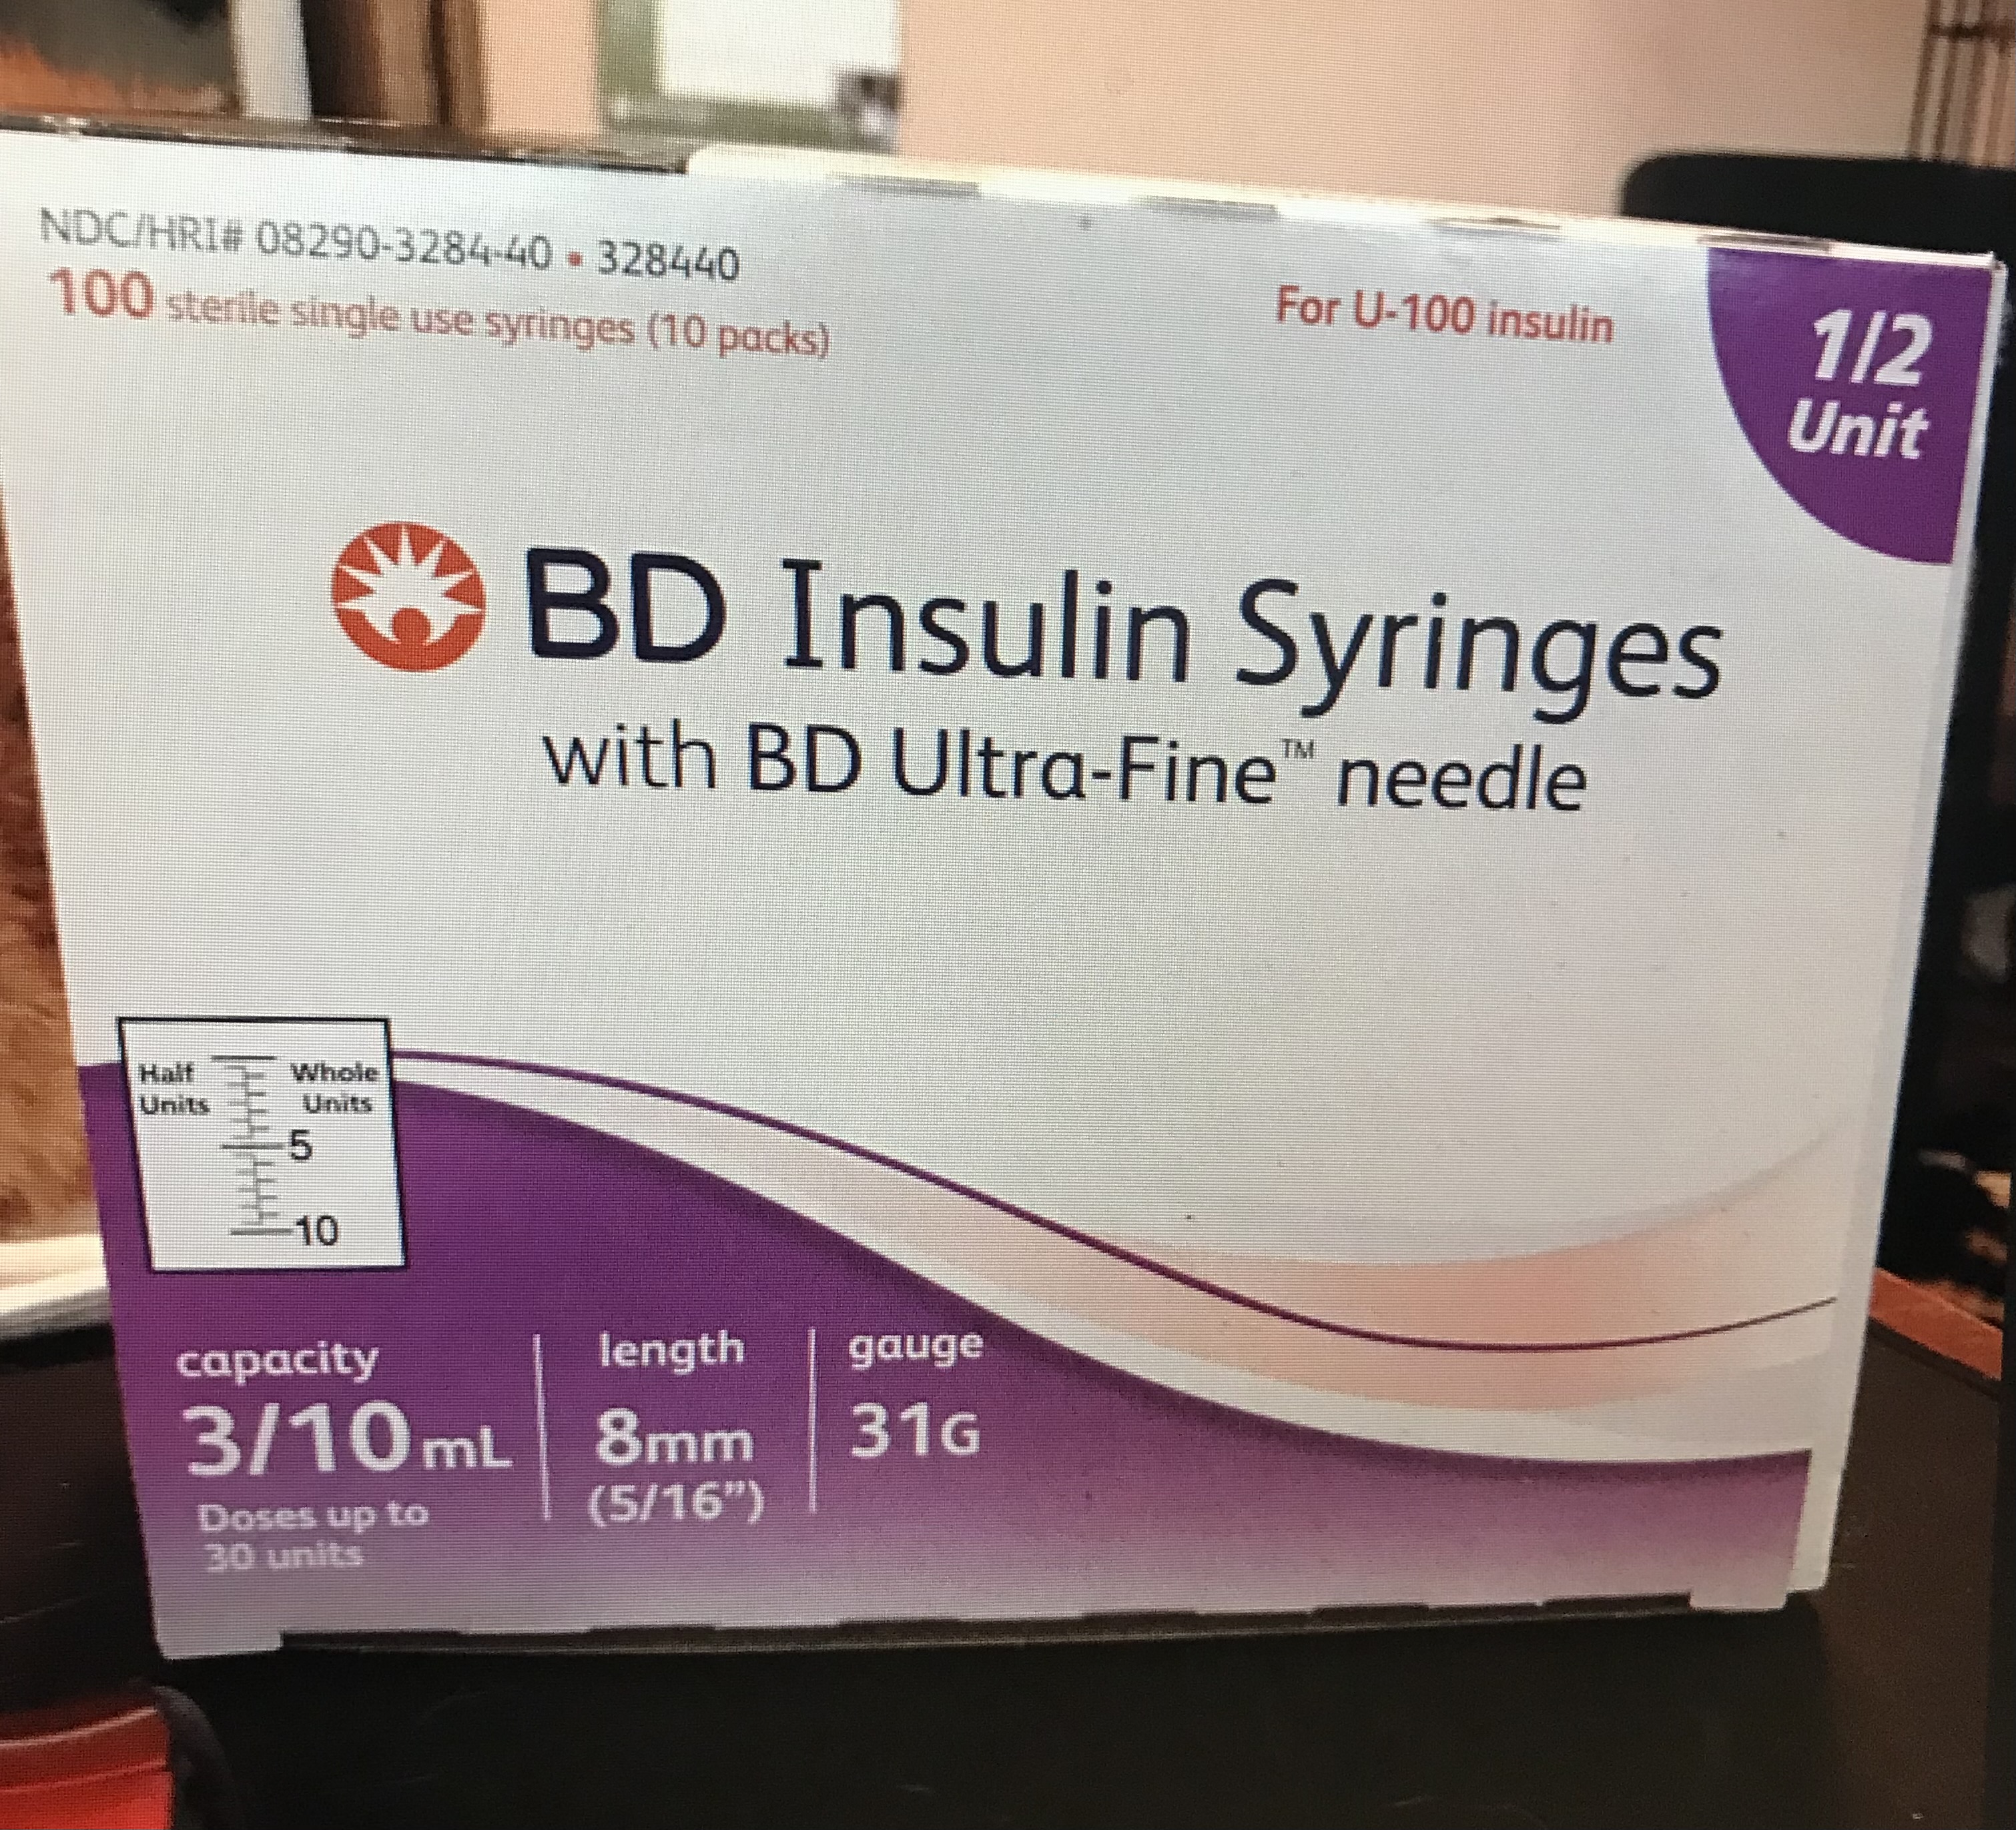 NDC/HRI# 08290-3284-40 • 328440
100 sterile single use syringes (10 packs)
For U-100 insulin
1/2
Unit
BD Insulin Syringes
with BD Ultra-Fine™ needle
Half Units
Whole Units
5
10
capacity
3/10 mL
Doses up to
30 units
length
8mm
(5/16")
gauge
31G